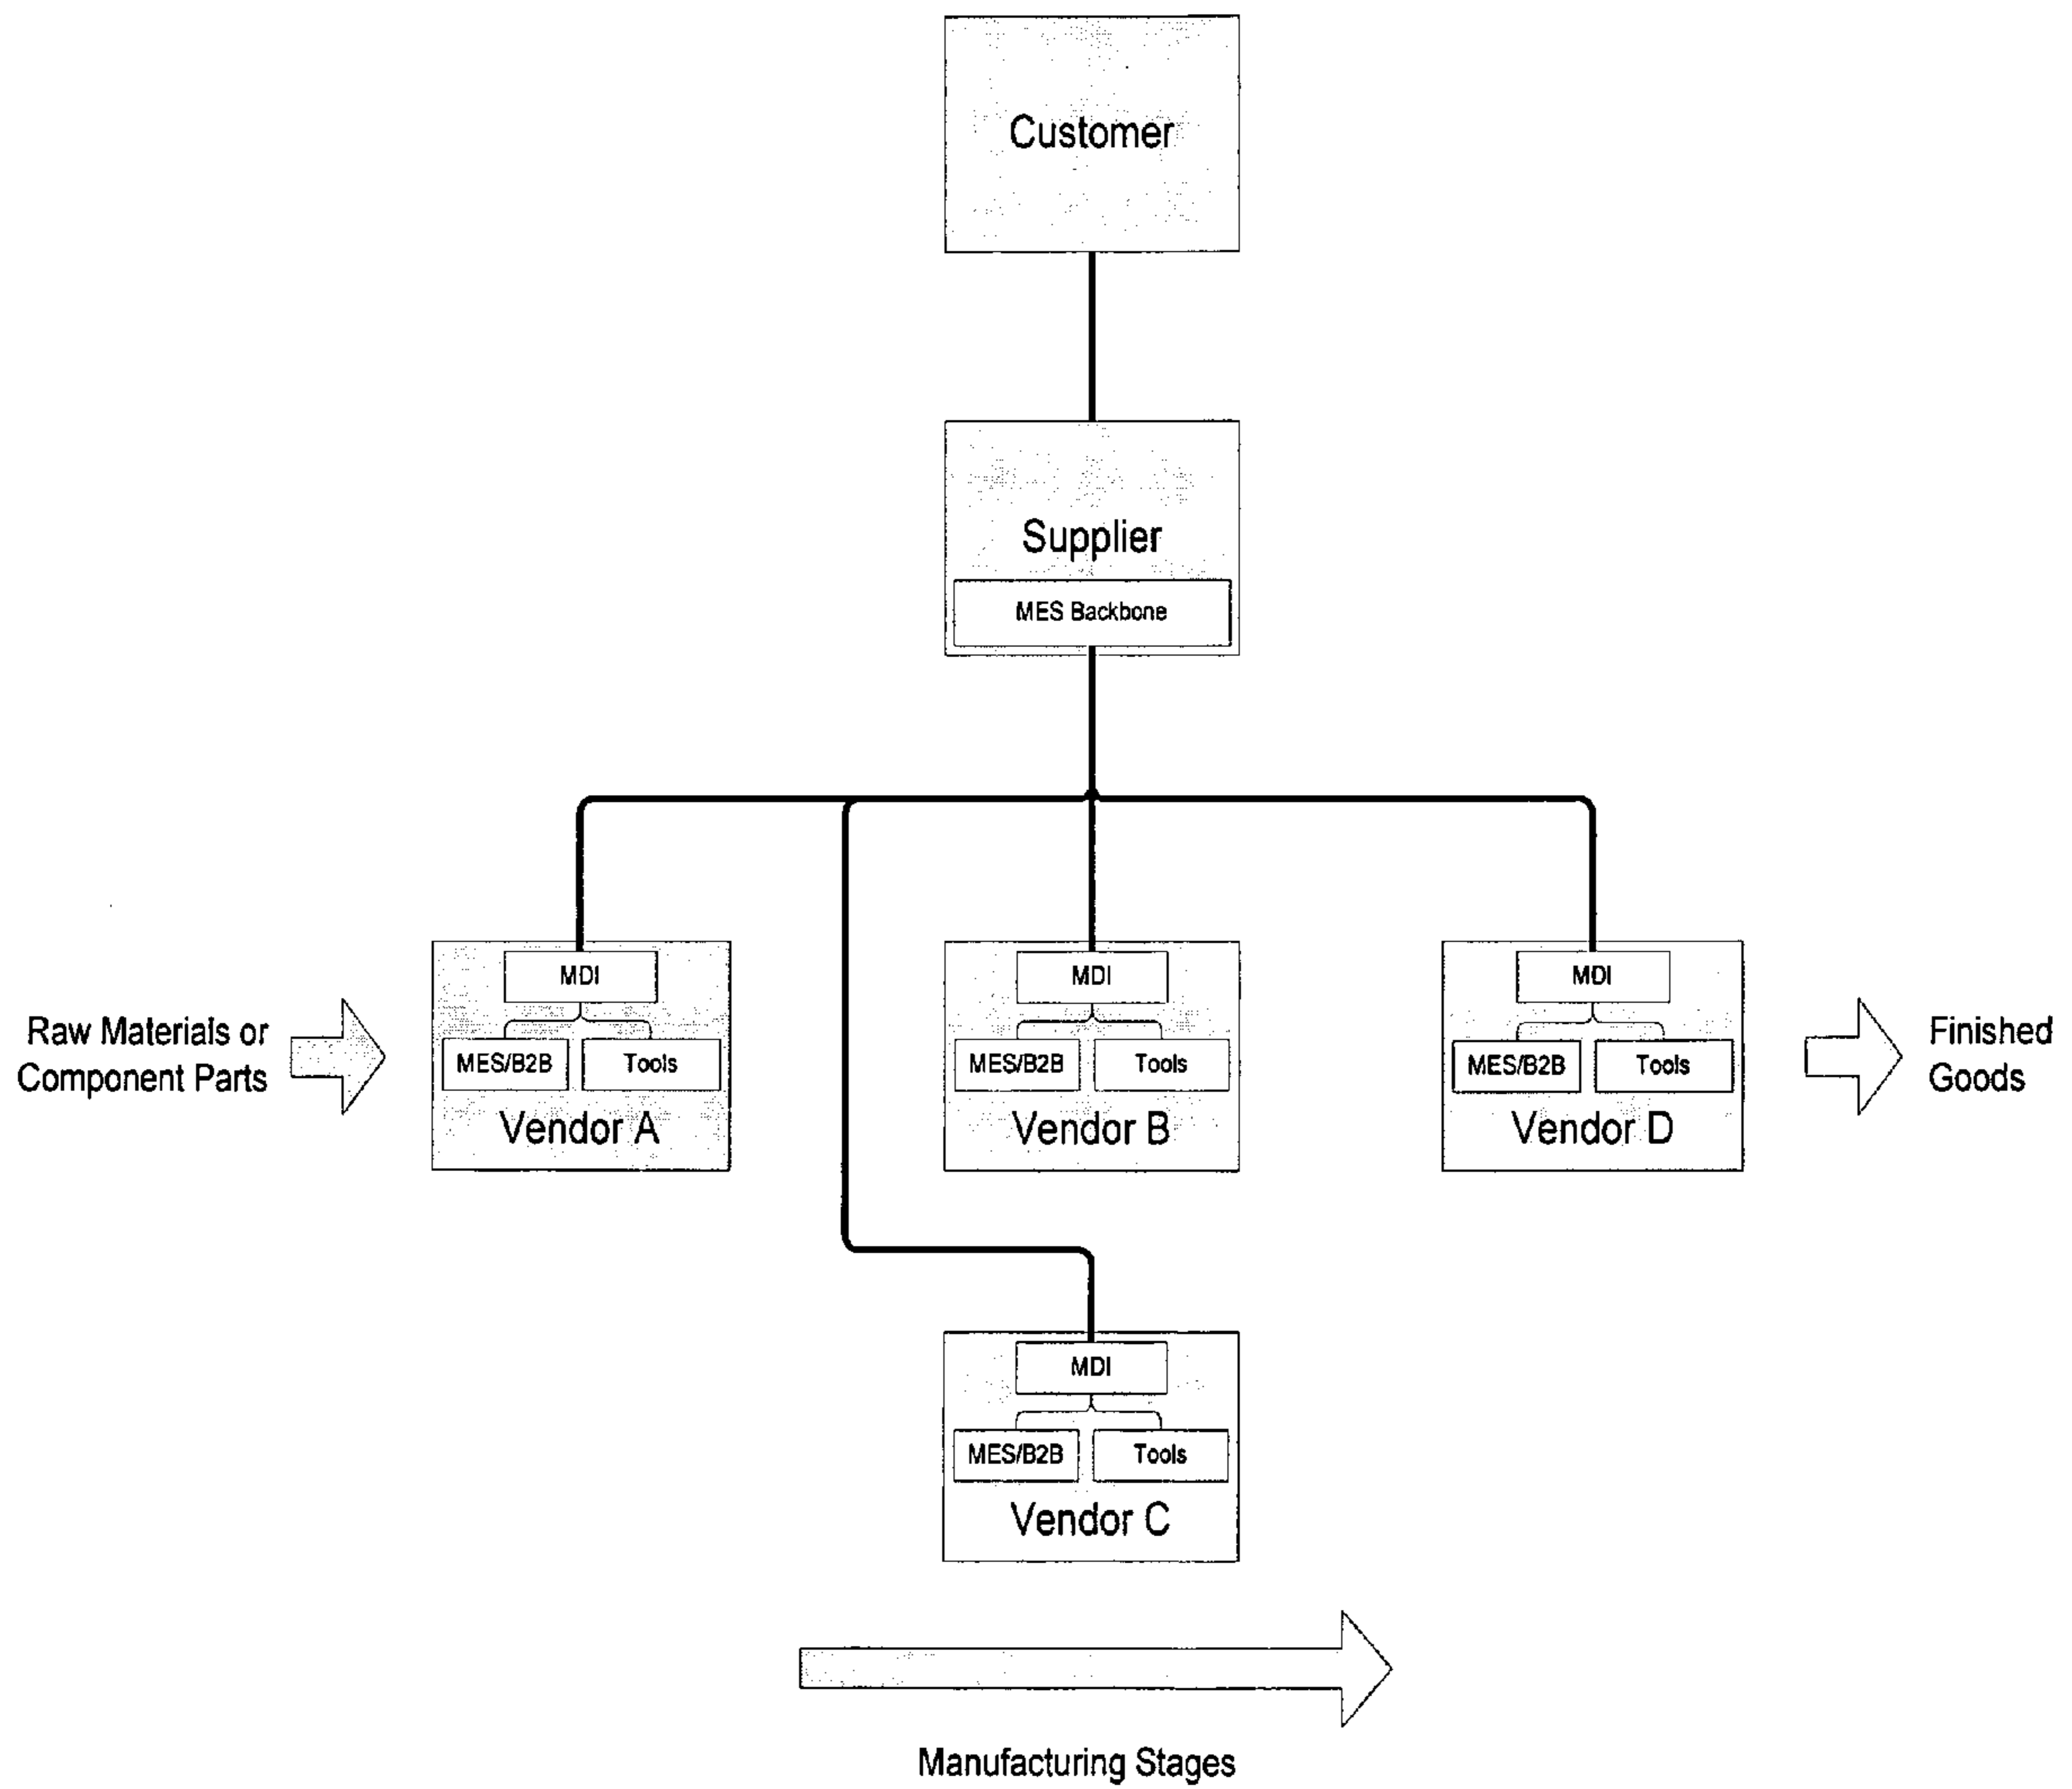 Customer
Supplier
MES Backbone
MDI
MDI
MDI
Raw Materials or
Component Parts
MES/B2B
Tools
MES/B2B
Tools
MES/B2B
Tools
Finished
Goods
Vendor A
Vendor B
Vendor D
MDI
MES/B2B
Tools
Vendor C
Manufacturing Stages